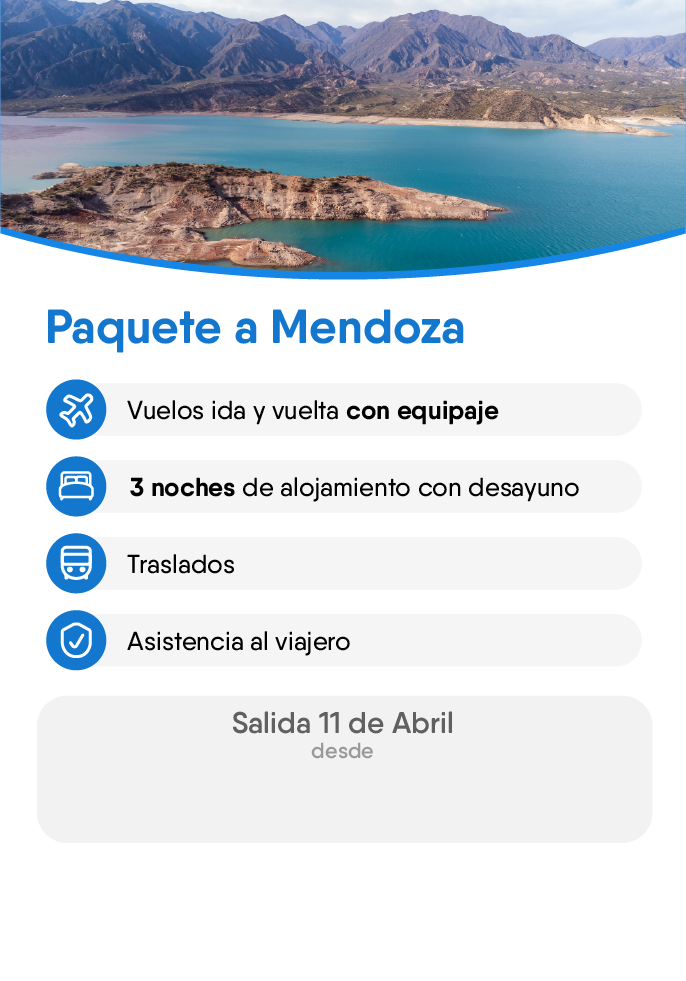 Paquete a Mendoza
Vuelos ida y vuelta con equipaje
3 noches de alojamiento con desayuno
Traslados
Asistencia al viajero
Salida 11 de Abril
desde